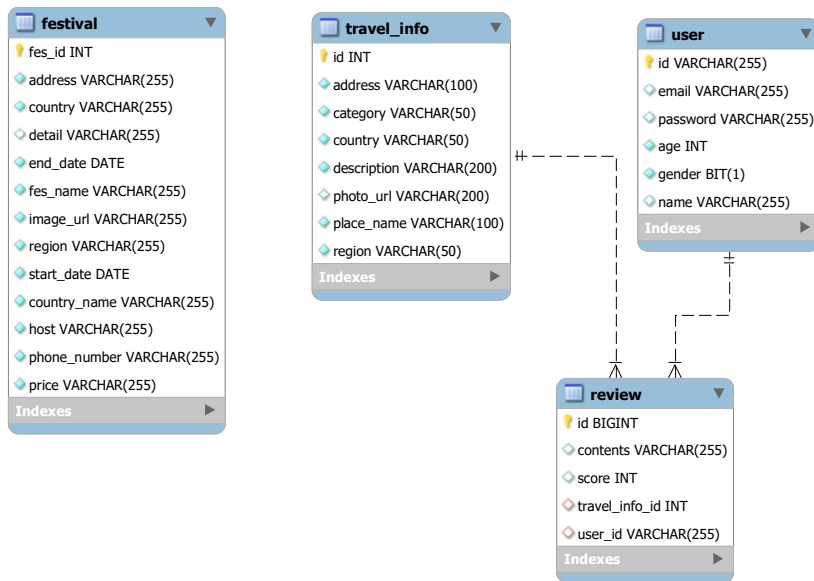 festival
fes_id INT
address VARCHAR(255)
country VARCHAR(255)
detail VARCHAR(255)
end_date DATE
fes_name VARCHAR(255)
image_url VARCHAR(255)
region VARCHAR(255)
start_date DATE
country_name VARCHAR(255)
host VARCHAR(255)
phone_number VARCHAR(255)
price VARCHAR(255)
Indexes
travel_info
id INT
address VARCHAR(100)
category VARCHAR(50)
country VARCHAR(50)
description VARCHAR(200)
photo_url VARCHAR(200)
place_name VARCHAR(100)
region VARCHAR(50)
Indexes
user
id VARCHAR(255)
email VARCHAR(255)
password VARCHAR(255)
age INT
gender BIT(1)
name VARCHAR(255)
Indexes
review
id BIGINT
contents VARCHAR(255)
score INT
travel_info_id INT
user_id VARCHAR(255)
Indexes